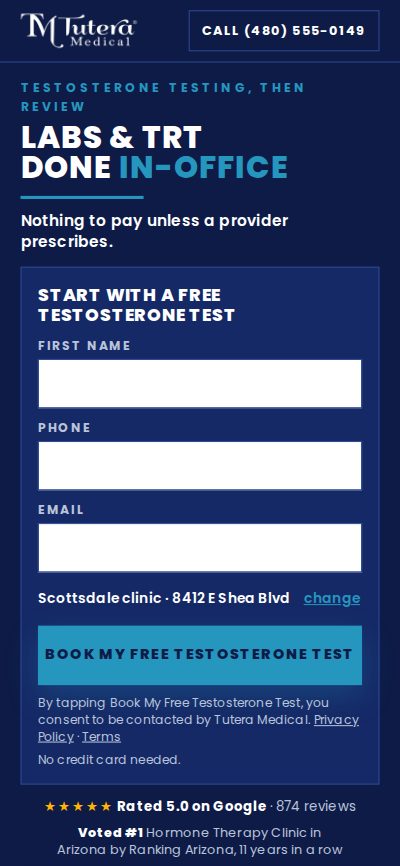 Tutera
Medical
CALL (480) 555-0149
TESTOSTERONE TESTING, THEN
REVIEW
LABS & TRT
DONE IN-OFFICE
Nothing to pay unless a provider
prescribes.
START WITH A FREE
TESTOSTERONE TEST
FIRST NAME
PHONE
EMAIL
Scottsdale clinic · 8412 E Shea Blvd change
BOOK MY FREE TESTOSTERONE TEST
By tapping Book My Free Testosterone Test, you
consent to be contacted by Tutera Medical. Privacy
Policy · Terms
No credit card needed.
★★★★★ Rated 5.0 on Google · 874 reviews
Voted #1 Hormone Therapy Clinic in
Arizona by Ranking Arizona, 11 years in a row